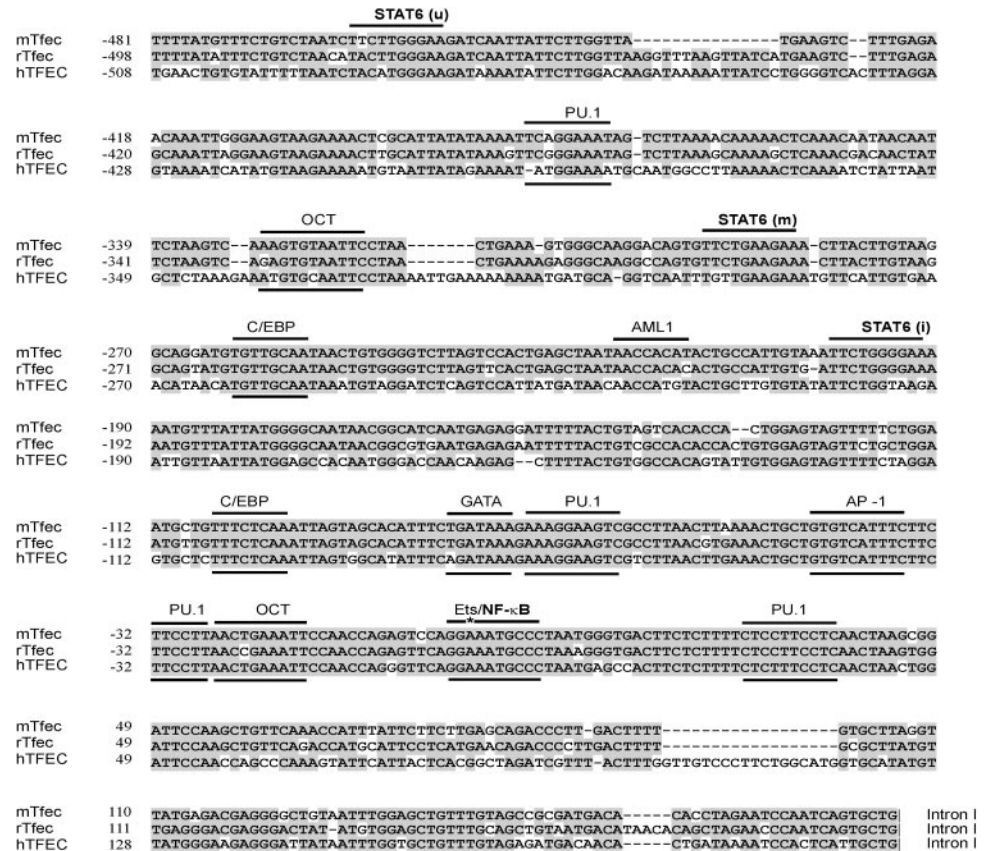 STAT6 (u)
mTfec -481 TTTTATGTTTCTGTCTAATCTTCTTGGGAAGATCAATTATTCTTGGTTA----------------TGAAGTC--TTTGAGA
rTfec -498 TTTTATATTTCTGTCTAACATACTTGGGAAGATCAATTATTCTTGGTTAAGGTTTAAGTTATCATGAAGTC--TTTGAGA
hTFEC -508 TGAACTGTGTATTTTTAATCTACATGGGAAGATAAAATATTCTTGGACAAGATAAAAATTATCCTGGGGTCACTTTAGGA
PU.1
mTfec -418 ACAAATTGGGAAGTAAGAAAACTCGCATTATATAAAATTCAGGAAATAG-TCTTAAAACAAAAACTCAAACAATAACAAT
rTfec -420 GCAAATTAGGAAGTAAGAAAACTTGCATTATATAAAGTTCGGGAAATAG-TCTTAAAGCAAAAGCTCAAACGACAACTAT
hTFEC -428 GTAAAATCATATGTAAGAAAAATGTAATTATAGAAAAT-ATGGAAAATGCAATGGCCTTAAAAACTCAAAATCTATTAAT
OCT STAT6 (m)
mTfec -339 TCTAAGTC--AAAGTGTAATTCCTAA-------CTGAAA-GTGGGCAAGGACAGTGTTCTGAAGAAA-CTTACTTGTAAG
rTfec -341 TCTAAGTC--AGAGTGTAATTCCTAA-------CTGAAAAGAGGGCAAGGCCAGTGTTCTGAAGAAA-CTTACTTGTAAG
hTFEC -349 GCTCTAAAGAAATGTGCAATTCCTAAAATTGAAAAAAAAATGATGCA-GGTCAATTTGTTGAAGAAATGTTCATTGTGAA
C/EBP AML1 STAT6 (i)
mTfec -270 GCAGGATGTGTTGCAATAACTGTGGGGTCTTAGTCCACTGAGCTAATAACCACATACTGCCATTGTAAATTCTGGGGAAA
rTfec -271 GCAGTATGTGTTGCAATAACTGTGGGGTCTTAGTTCACTGAGCTAATAACCACACACTGCCATTGTG-ATTCTGGGGAAA
hTFEC -270 ACATAACATGTTGCAATAAATGTAGGATCTCAGTCCATTATGATAACAACCATGTACTGCTTGTGTATATTCTGGTAAGA
mTfec -190 AATGTTTATTATGGGGCAATAACGGCATCAATGAGAGGATTTTTACTGTAGTCACACCA--CTGGAGTAGTTTTTCTGGA
rTfec -192 AATGTTTATTATGGGGCAATAACGGCGTGAATGAGAGAATTTTTACTGTCGCCACACCACTGTGGAGTAGTTCTGCTGGA
hTFEC -190 ATTGTTAATTATGGAGCCACAATGGGACCAACAAGAG--CTTTTACTGTGGCCACAGTATTGTGGAGTAGTTTTCTAGGA
C/EBP GATA PU.1 AP -1
mTfec -112 ATGCTGTTTCTCAAATTAGTAGCACATTTCTGATAAAGAAAGGAAGTCGCCTTAACTTAAAACTGCTGTGTCATTTCTTC
rTfec -112 ATGTTGTTTCTCAAATTAGTAGCACATTTCTGATAAAGAAAGGAAGTCGCCTTAACGTGAAACTGCTGTGTCATTTCTTC
hTFEC -112 GTGCTCTTTCTCAAATTAGTGGCATATTTCAGATAAAGAAAGGAAGTCGTCTTAACTTGAAACTGCTGTGTCATTTCTTC
PU.1 OCT Ets/NF-κB PU.1
*
mTfec -32 TTCCTTAACTGAAATTCCAACCAGAGTCCAGGAAATGCCCTAATGGGTGACTTCTCTTTTCTCCTTCCTCAACTAAGCGG
rTfec -32 TTCCTTAACCGAAATTCCAACCAGAGTTCAGGAAATGCCCTAAAGGGTGACTTCTCTTTTCTCCTTCCTCAACTAAGTGG
hTFEC -32 TTCCTTAACTGAAATTCCAACCAGGGTTCAGGAAATGCCCTAATGAGCCACTTCTCTTTTCTCTTTCCTCAACTAACTGG
mTfec 49 ATTCCAAGCTGTTCAAACCATTTATTCTTCTTGAGCAGACCCTT-GACTTTT------------------GTGCTTAGGT
rTfec 49 ATTCCAAGCTGTTCAGACCATGCATTCCTCATGAACAGACCCCTTGACTTTT------------------GCGCTTATGT
hTFEC 49 ATTCCAACCAGCCCAAAGTATTCATTACTCACGGCTAGATCGTTT-ACTTTGGTTGTCCCTTCTGGCATGGTGCATATGT
mTfec 110 TATGAGACGAGGGGCTGTAATTTGGAGCTGTTTGTAGCCGCGATGACA-----CACCTAGAATCCAATCAGTGCTG Intron I
rTfec 111 TGAGGGACGAGGGACTAT-ATGTGGAGCTGTTTGCAGCTGTAATGACATAACACAGCTAGAACCCAATCAGTGCTG Intron I
hTFEC 128 TATGGGAAGAGGGATTATAATTTGGTGCTGTTTGTAGAGATGACAACA-----CTGATAAAATCCACTCATTGCTG Intron I